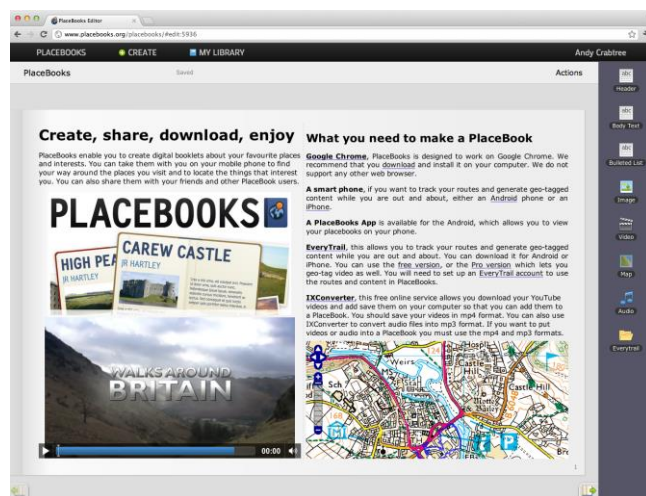 PlaceBooks Editor
www.placebooks.org/placebooks/#edit:5936
PLACEBOOKS CREATE MY LIBRARY Andy Crabtree
PlaceBooks Saved Actions
Create, share, download, enjoy
PlaceBooks enable you to create digital booklets about your favourite places
and interests. You can take them with you on your mobile phone to find
your way around the places you visit and to locate the things that interest
you. You can also share them with your friends and other PlaceBook users.
PLACEBOOKS
HIGH PE
JR HARTLEY
CAREW CASTLE
JR HARTLEY
WALKS AROUND
BRITAIN
00:00
What you need to make a PlaceBook
Google Chrome, PlaceBooks is designed to work on Google Chrome. We
recommend that you download and install it on your computer. We do not
support any other web browser.
A smart phone, if you want to track your routes and generate geo-tagged
content while you are out and about, either an Android phone or an
iPhone.
A PlaceBooks App is available for the Android, which allows you to view
your placebooks on your phone.
EveryTrail, this allows you to track your routes and generate geo-tagged
content while you are out and about. You can download it for Android or
iPhone. You can use the free version, or the Pro version which lets you
geo-tag video as well. You will need to set up an EveryTrail account to use
the routes and content in PlaceBooks.
IXConverter, this free online service allows you download your YouTube
videos and add save them on your computer so that you can add them to
a PlaceBook. You should save your videos in mp4 format. You can also use
IXConverter to convert audio files into mp3 format. If you want to put
videos or audio into a PlaceBook you must use the mp4 and mp3 formats.
Weirs
Hospl
MS
Sch
Castle Hill
Motte
Bailey
P
1
abc
Header
abc
Body Text
abc
Bulleted List
Image
Video
Map
Audio
Everytrail